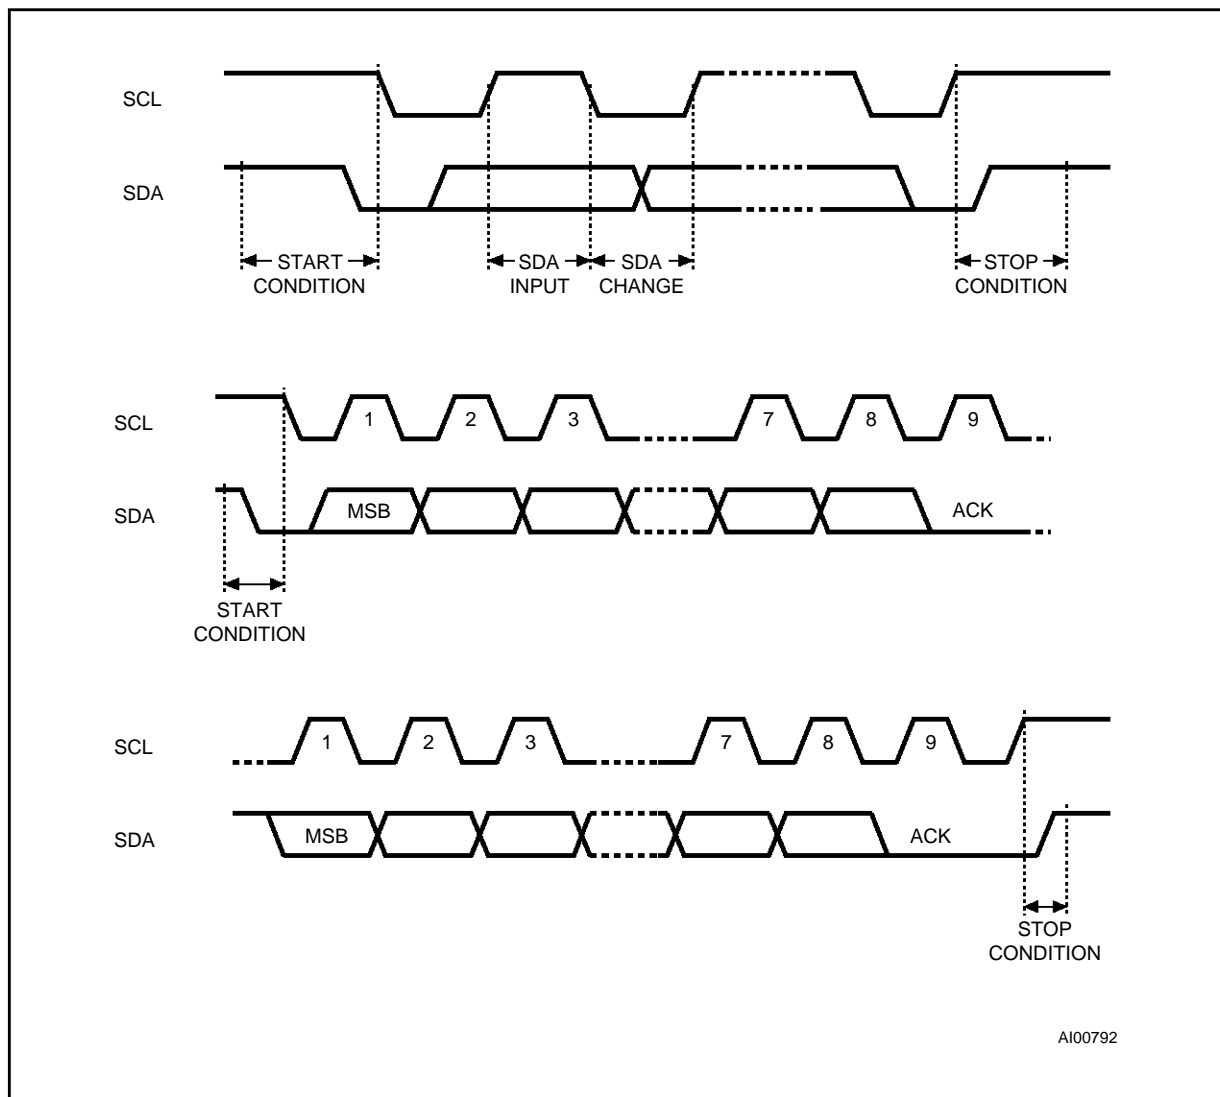 SCL
SDA
START
CONDITION
SDA
INPUT
SDA
CHANGE
STOP
CONDITION
SCL
1 2 3 7 8 9
SDA
MSB
ACK
START
CONDITION
SCL
1 2 3 7 8 9
SDA
MSB
ACK
STOP
CONDITION
AI00792